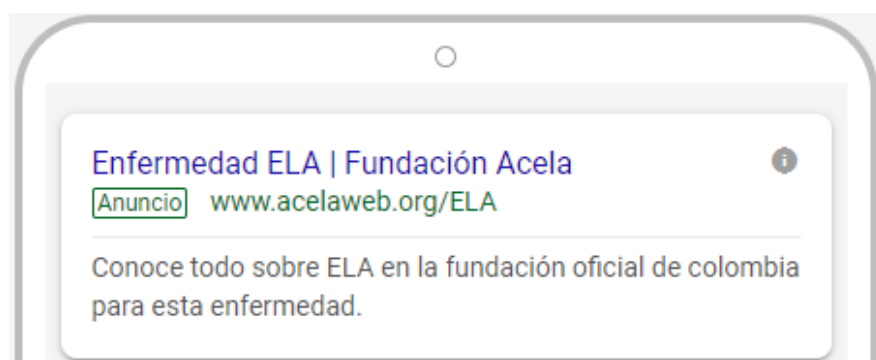 Enfermedad ELA | Fundación Acela
Anuncio www.acelaweb.org/ELA
Conoce todo sobre ELA en la fundación oficial de colombia
para esta enfermedad.